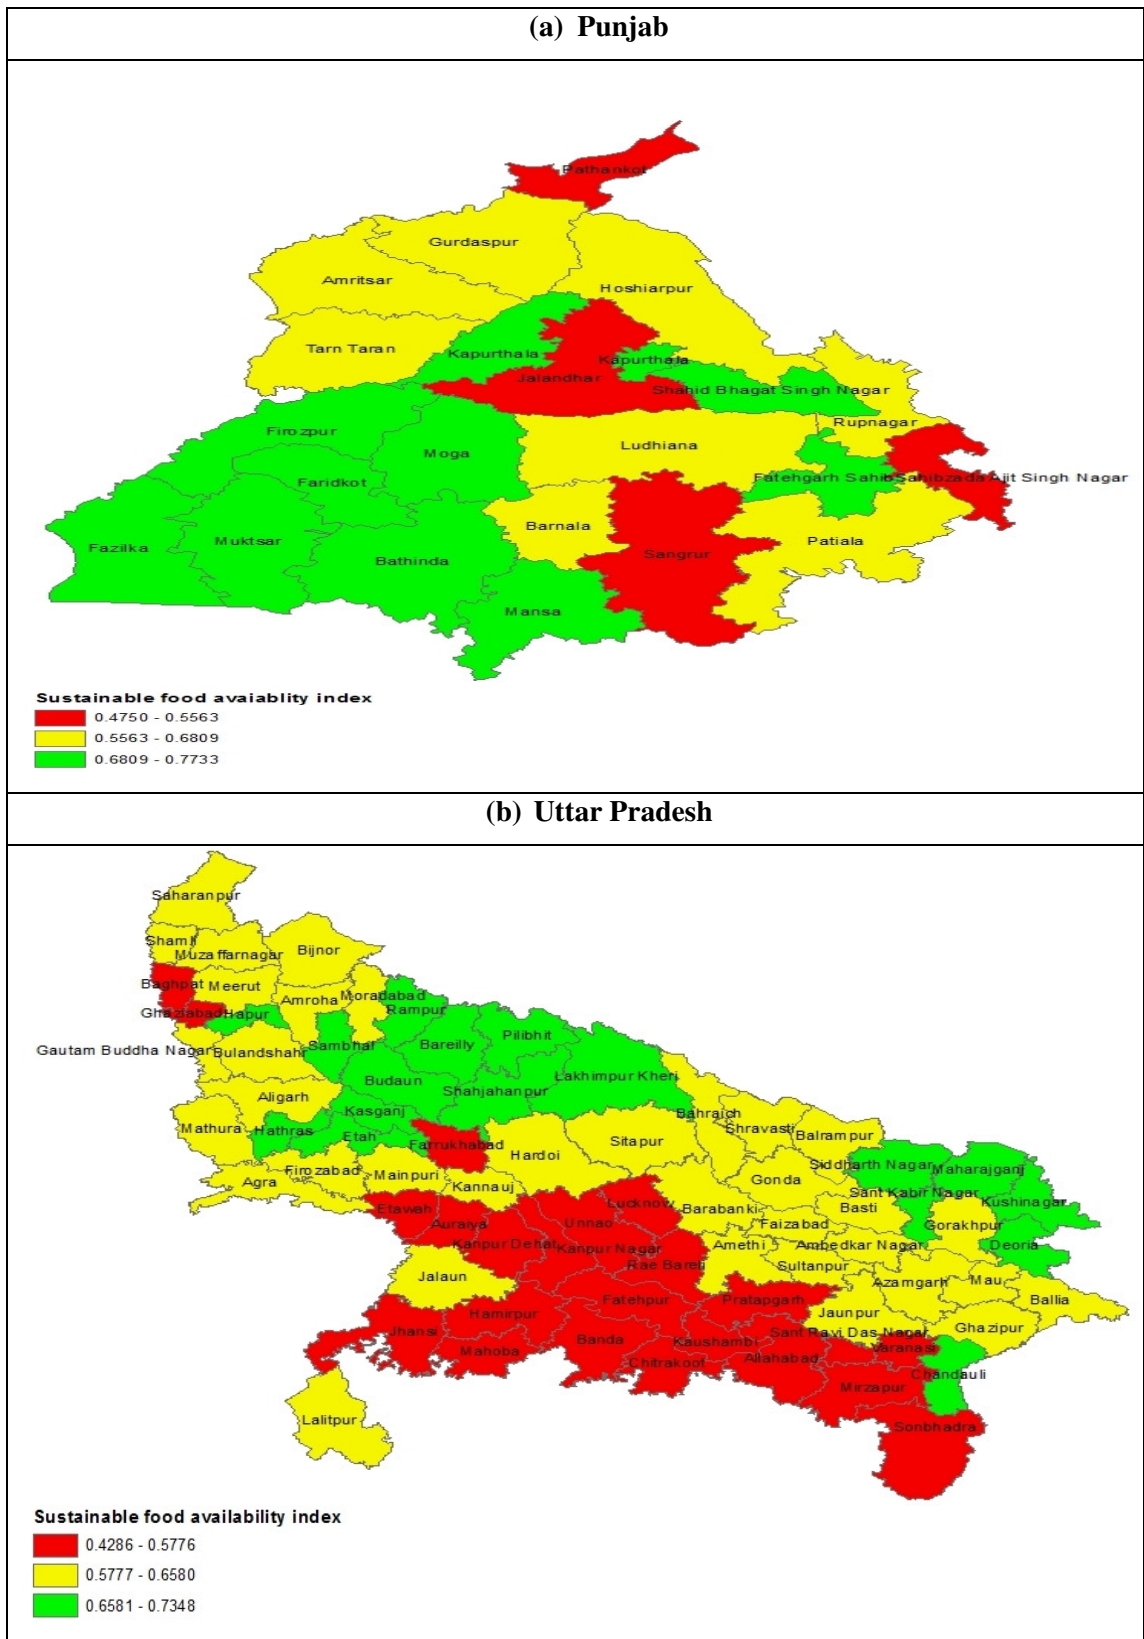 (a) Punjab
Pathankot
Gurdaspur
Amritsar
Hoshiarpur
Tarn Taran
Kapurthala
Kapurthala
Jalandhar
Shahid Bhagat Singh Nagar
Rupnagar
Firozpur
Ludhiana
Moga
Faridkot
Fatehgarh Sahib
Sahibzada Ajit Singh Nagar
Barnala
Patiala
Fazilka
Muktsar
Bathinda
Sangrur
Mansa
Sustainable food avaiablity index
0.4750 - 0.5563
0.5563 - 0.6809
0.6809 - 0.7733
(b) Uttar Pradesh
Saharanpur
Shamli
Muzaffarnagar
Bijnor
Baghpat
Meerut
Amroha
Moradabad
Ghaziabad
Hapur
Rampur
Gautam Buddha Nagar
Bulandshahr
Sambhal
Bareilly
Pilibhit
Budaun
Shahjahanpur
Lakhimpur Kheri
Aligarh
Kasganj
Bahraich
Shravasti
Balrampur
Mathura
Hathras
Etah
Farrukhabad
Hardoi
Sitapur
Siddharth Nagar
Maharajganj
Agra
Firozabad
Mainpuri
Kannauj
Gonda
Sant Kabir Nagar
Kushinagar
Etawah
Auraiya
Unnao
Lucknow
Barabanki
Faizabad
Basti
Gorakhpur
Deoria
Kanpur Dehat
Kanpur Nagar
Rae Bareli
Amethi
Ambedkar Nagar
Sultanpur
Jalaun
Azamgarh
Mau
Ballia
Hamirpur
Fatehpur
Pratapgarh
Jaunpur
Ghazipur
Jhansi
Mahoba
Banda
Kaushambi
Sant Ravi Das Nagar
Varanasi
Chitrakoot
Allahabad
Chandauli
Mirzapur
Lalitpur
Sonbhadra
Sustainable food availability index
0.4286 - 0.5776
0.5777 - 0.6580
0.6581 - 0.7348